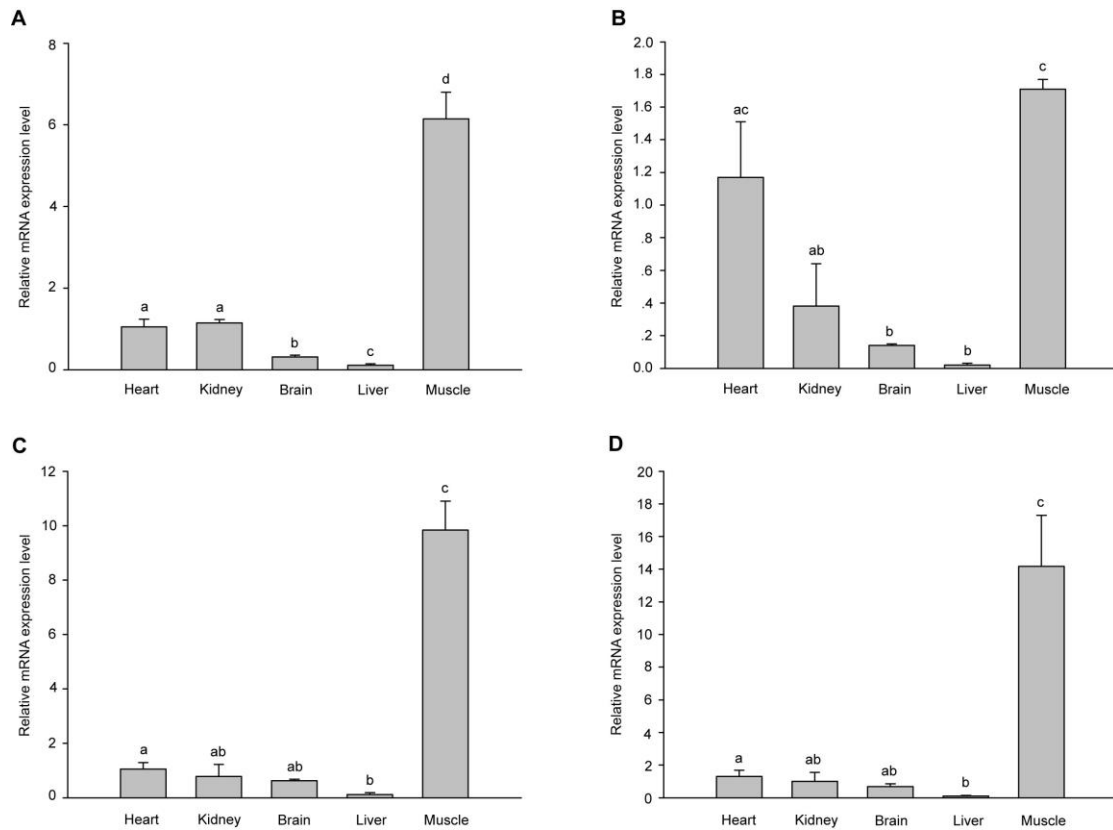 A
Relative mRNA expression level
8
6
4
2
0
a
a
b
c
d
Heart Kidney Brain Liver Muscle
B
Relative mRNA expression level
2.0
1.8
1.6
1.4
1.2
1.0
.8
.6
.4
.2
0.0
ac
ab
b
b
c
Heart Kidney Brain Liver Muscle
C
Relative mRNA expression level
12
10
8
6
4
2
0
a
ab
ab
b
c
Heart Kidney Brain Liver Muscle
D
Relative mRNA expression level
20
18
16
14
12
10
8
6
4
2
0
a
ab
ab
b
c
Heart Kidney Brain Liver Muscle